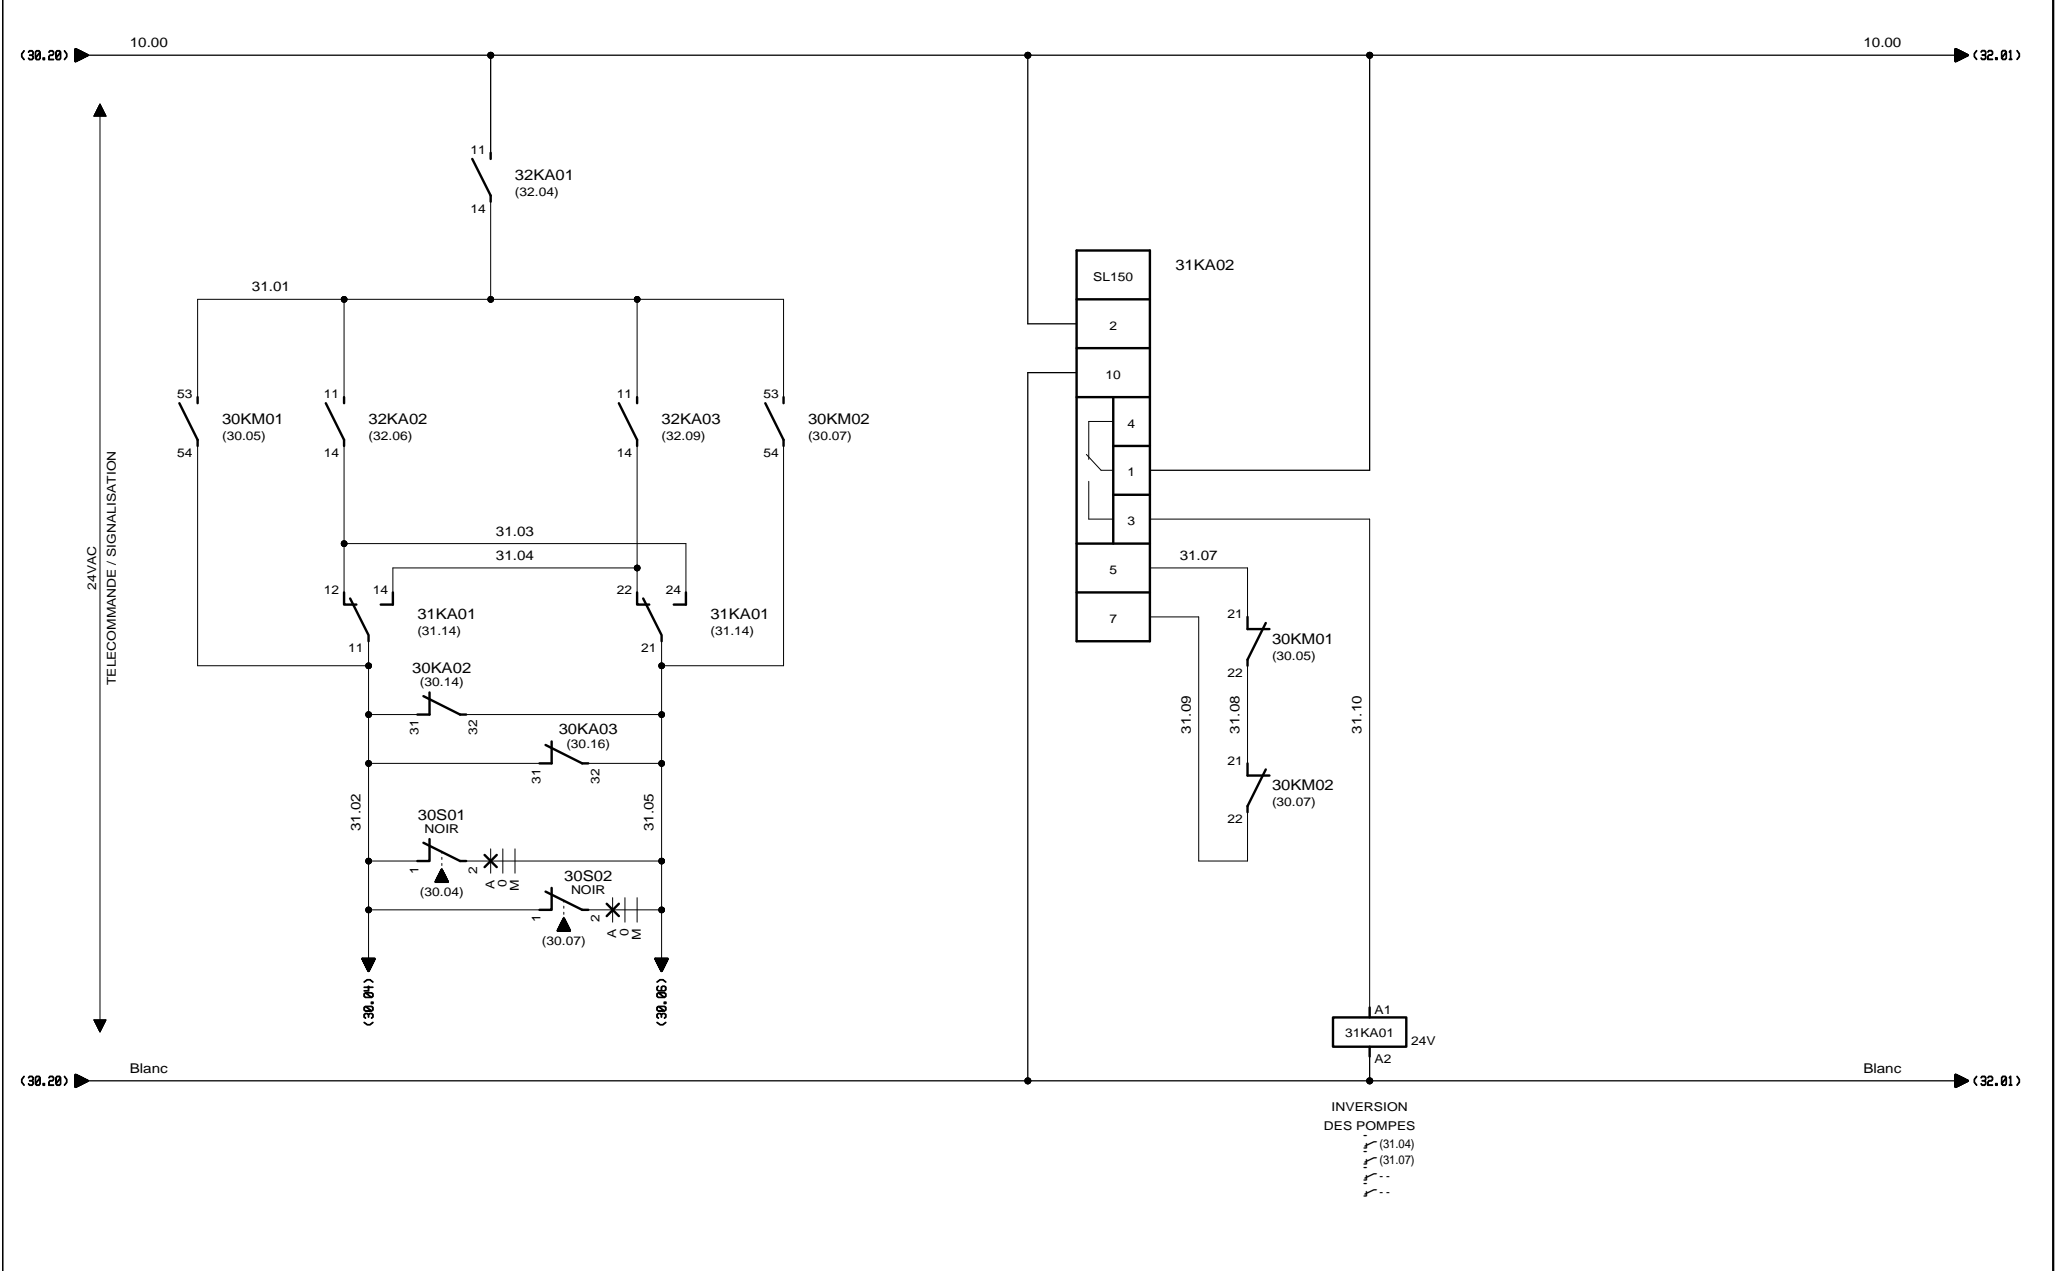 10.00
10.00
(30.20)
(32.01)
11
32KA01
(32.04)
14
31KA02
SL150
31.01
2
10
53
11
11
53
30KM01
(30.05)
32KA02
(32.06)
32KA03
(32.09)
30KM02
(30.07)
4
54
14
14
54
1
3
24VAC
TELECOMMANDE / SIGNALISATION
31.03
31.04
31.07
5
12
14
22
24
31KA01
(31.14)
31KA01
(31.14)
7
21
30KM01
(30.05)
22
11
21
30KA02
(30.14)
31
32
30KA03
(30.16)
31
32
31.09
31.08
31.10
21
30KM02
(30.07)
22
31.02
31.05
30S01
NOIR
1
2
A
0
M
(30.04)
30S02
NOIR
1
2
A
0
M
(30.07)
(30.04)
(30.06)
A1
31KA01
24V
A2
Blanc
Blanc
(30.20)
(32.01)
INVERSION
DES POMPES
(31.04)
(31.07)
--
--